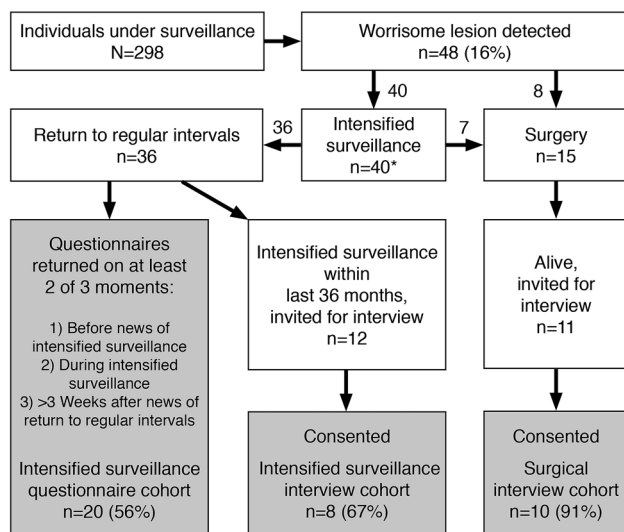 Individuals under surveillance
N=298
Worrisome lesion detected
n=48 (16%)
40
8
Return to regular intervals
n=36
36
Intensified
surveillance
n=40*
7
Surgery
n=15
Questionnaires
returned on at least
2 of 3 moments:
1) Before news of
intensified surveillance
2) During intensified
surveillance
3) >3 Weeks after news of
return to regular intervals
Intensified surveillance
questionnaire cohort
n=20 (56%)
Intensified surveillance
within
last 36 months,
invited for interview
n=12
Alive,
invited for
interview
n=11
Consented
Intensified surveillance
interview cohort
n=8 (67%)
Consented
Surgical
interview cohort
n=10 (91%)